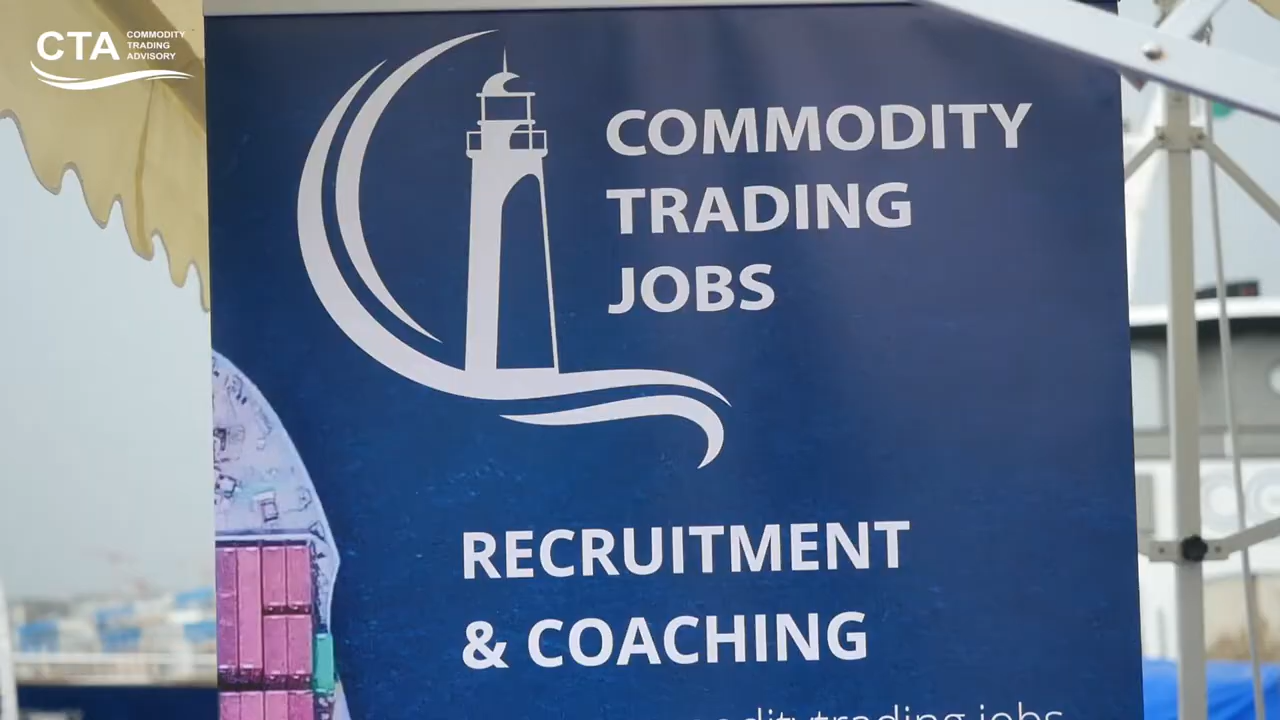 CTA
COMMODITY
TRADING
ADVISORY
COMMODITY
TRADING
JOBS
RECRUITMENT
& COACHING